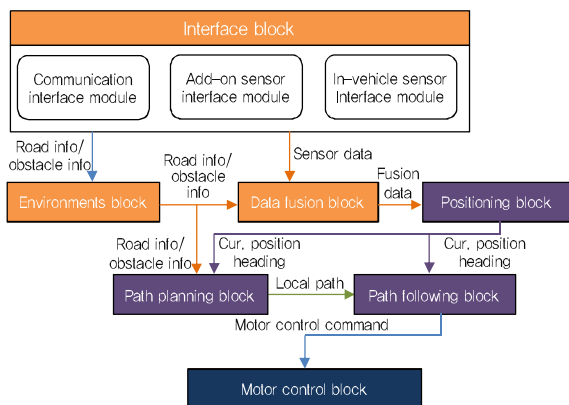 Interface block
Communication
interface module
Add-on sensor
interface module
In-vehicle sensor
Interface module
Road info/
obstacle info
Road info/
obstacle
info
Sensor data
Fusion
data
Environments block
Data fusion block
Positioning block
Road info/
obstacle info
Cur, position
heading
Cur, position
heading
Path planning block
Local path
Path following block
Motor control command
Motor control block